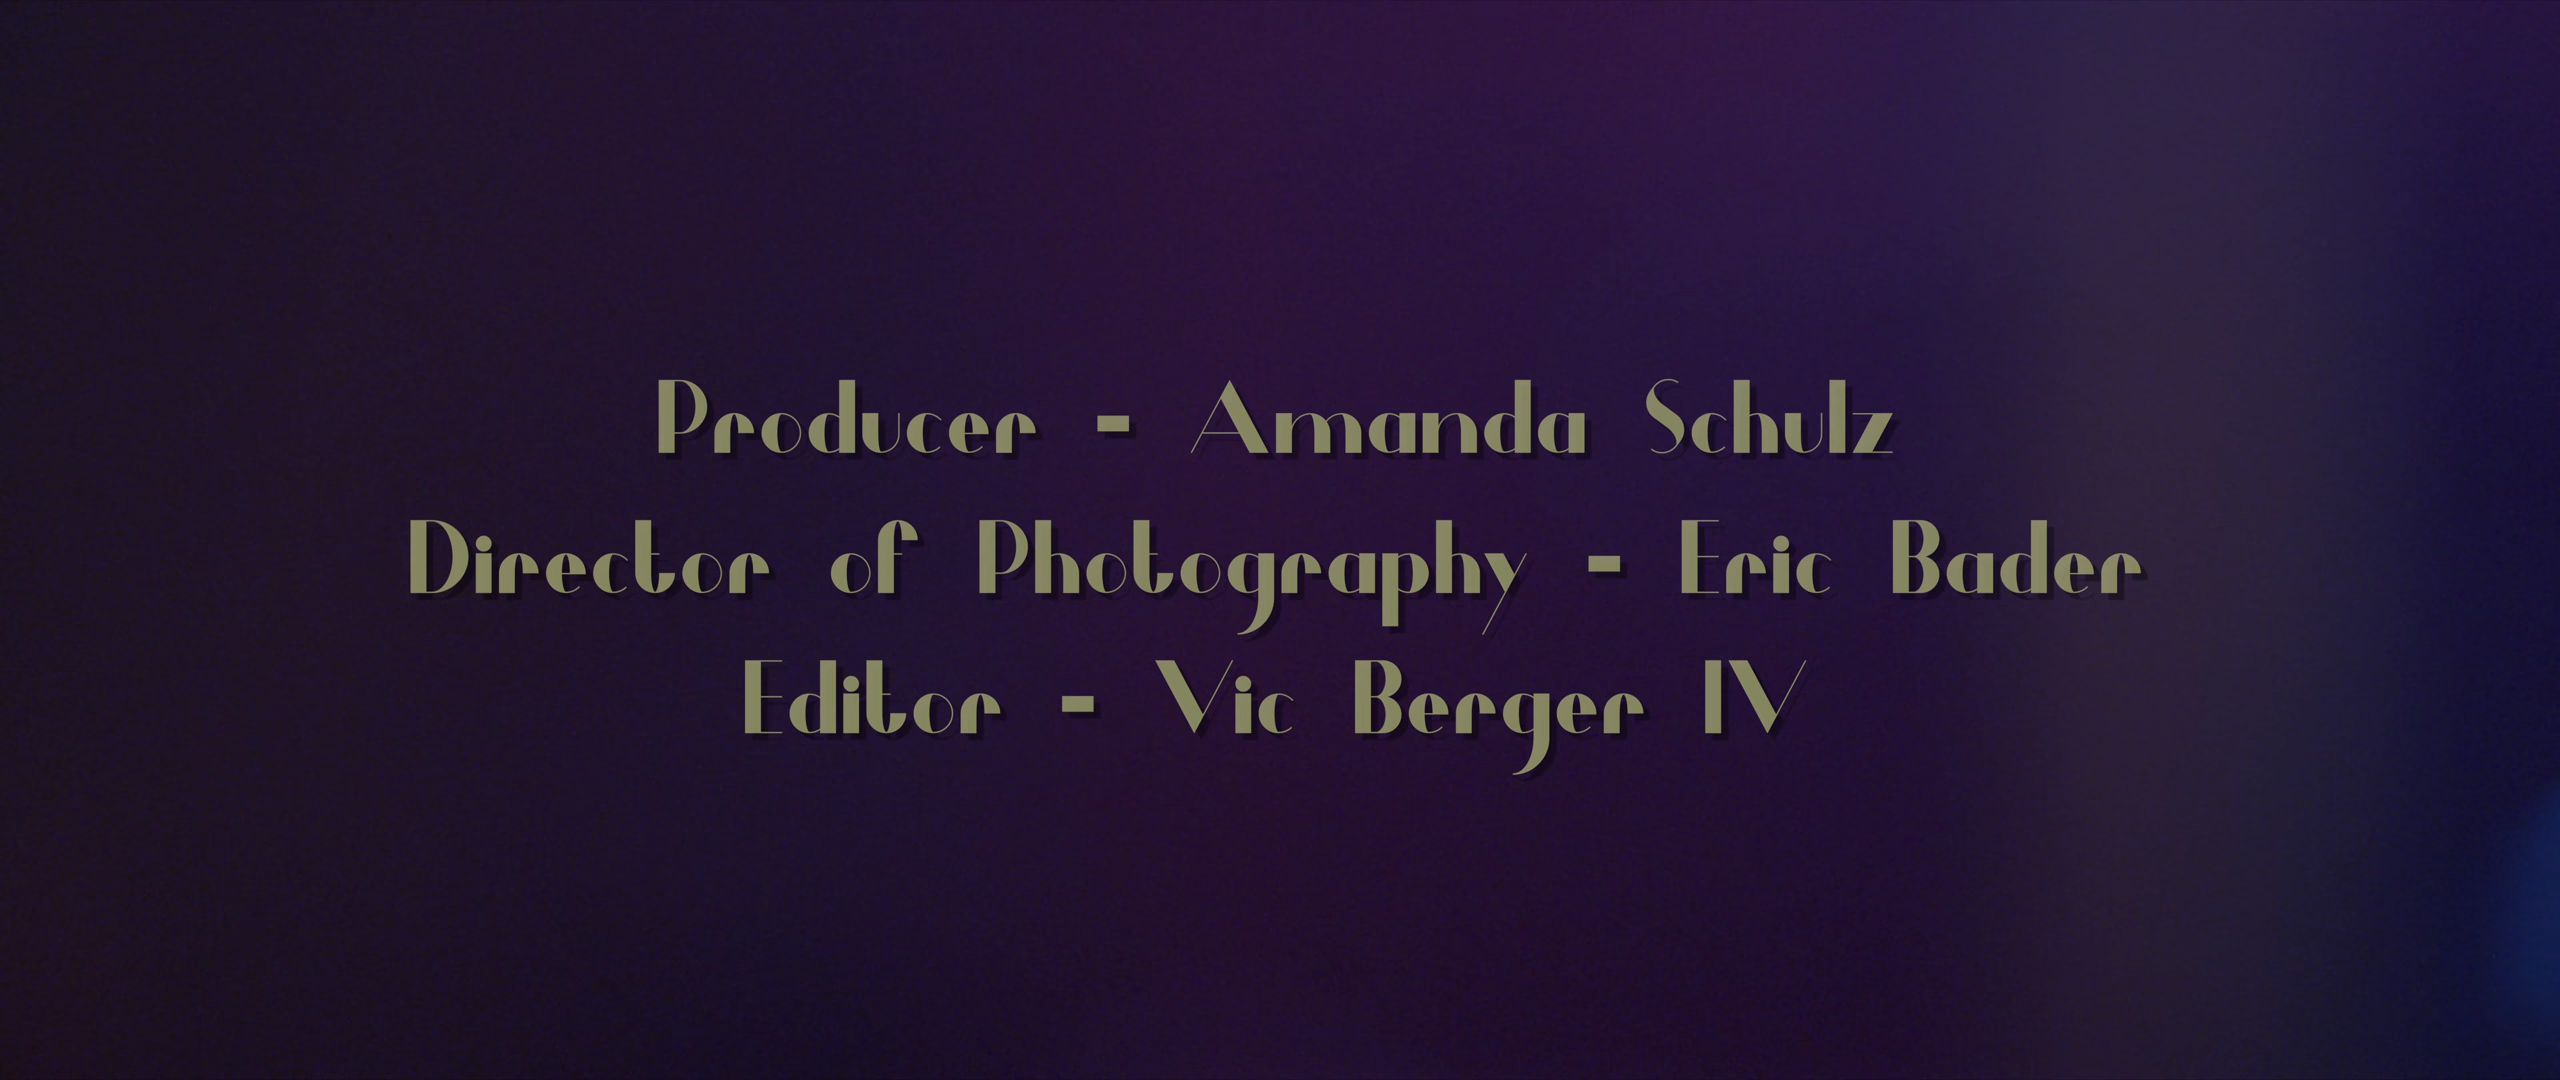 Producer - Amanda Schulz
Director of Photography - Eric Bader
Editor - Vic Berger IV